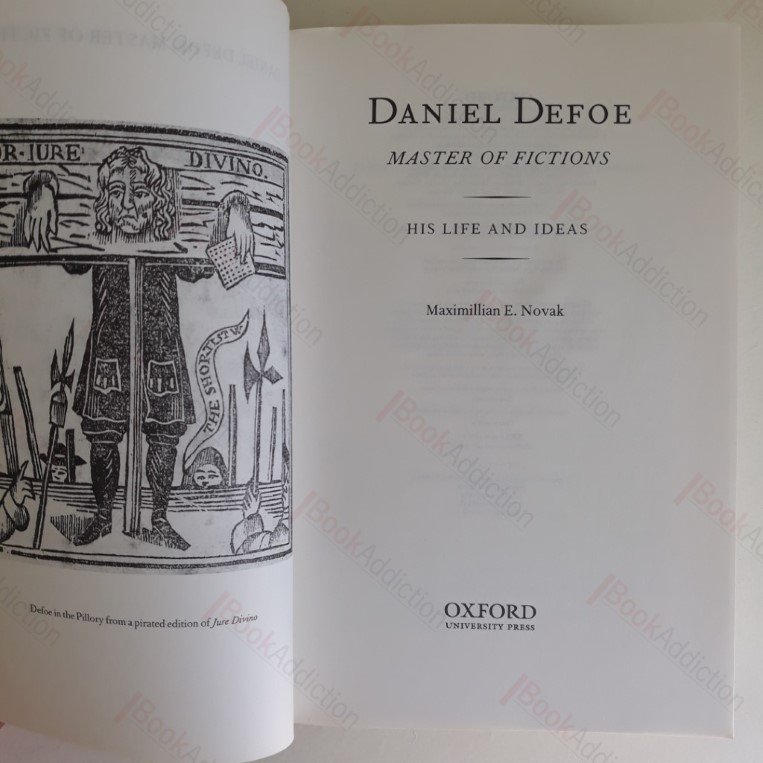 OR·IURE DIVINO.
THE SHORTEST W
Defoe in the Pillory from a pirated edition of Jure Divino
DANIEL DEFOE
MASTER OF FICTIONS
HIS LIFE AND IDEAS
Maximillian E. Novak
OXFORD
UNIVERSITY PRESS
BookAddiction